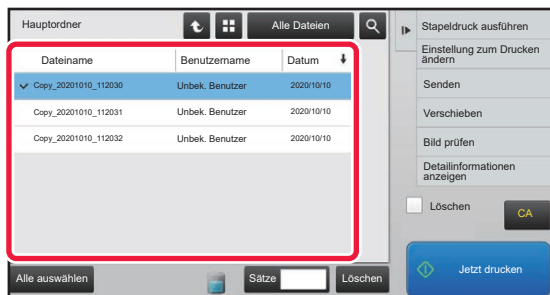 Hauptordner
Alle Dateien
Dateiname Benutzername Datum
Copy_20201010_112030 Unbek. Benutzer 2020/10/10
Copy_20201010_112031 Unbek. Benutzer 2020/10/10
Copy_20201010_112032 Unbek. Benutzer 2020/10/10
Alle auswählen
Sätze
Löschen
Stapeldruck ausführen
Einstellung zum Drucken
ändern
Senden
Verschieben
Bild prüfen
Detailinformationen
anzeigen
Löschen
CA
Jetzt drucken